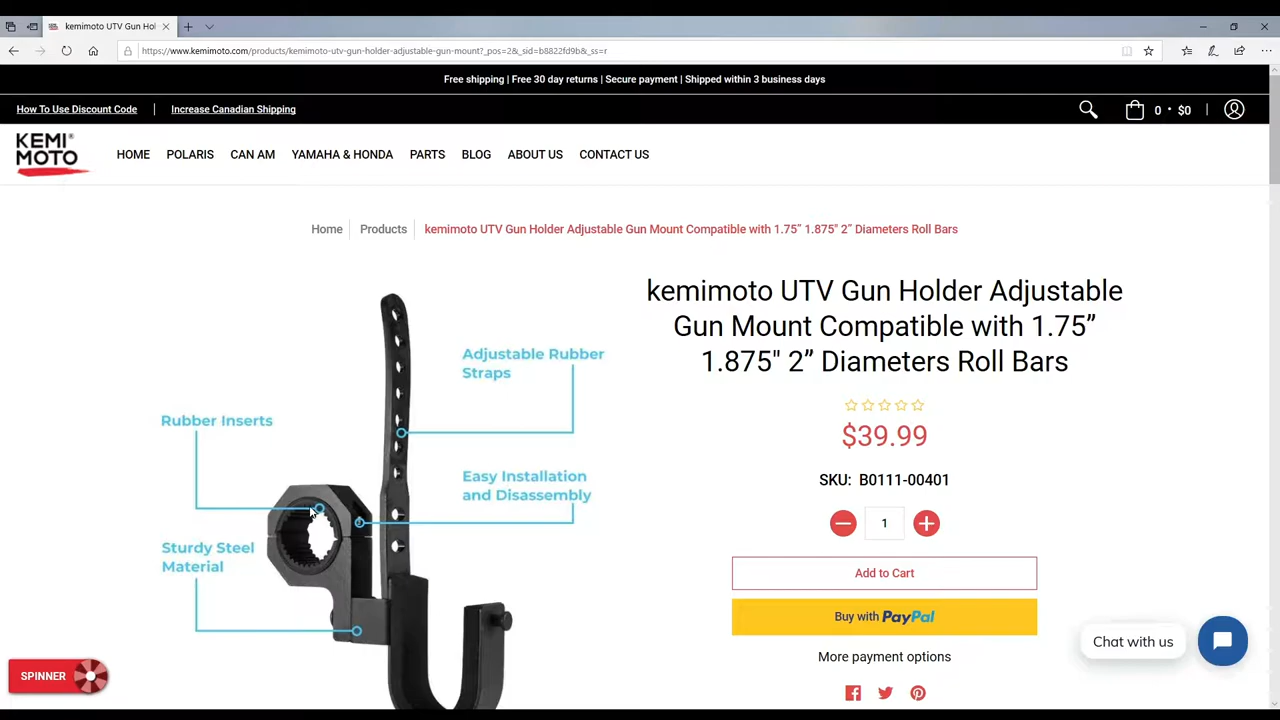 kemimoto UTV Gun Hol
https://www.kemimoto.com/products/kemimoto-utv-gun-holder-adjustable-gun-mount?_pos=2&_sid=b8822fd9b&_ss=r
Free shipping | Free 30 day returns | Secure payment | Shipped within 3 business days
How To Use Discount Code | Increase Canadian Shipping
0 · $0
KEMI MOTO®
HOME POLARIS CAN AM YAMAHA & HONDA PARTS BLOG ABOUT US CONTACT US
Home Products kemimoto UTV Gun Holder Adjustable Gun Mount Compatible with 1.75” 1.875" 2” Diameters Roll Bars
kemimoto UTV Gun Holder Adjustable
Gun Mount Compatible with 1.75”
1.875" 2” Diameters Roll Bars
Adjustable Rubber
Straps
Rubber Inserts
Easy Installation
and Disassembly
Sturdy Steel
Material
$39.99
SKU: B0111-00401
1
Add to Cart
Buy with PayPal
More payment options
Chat with us
SPINNER